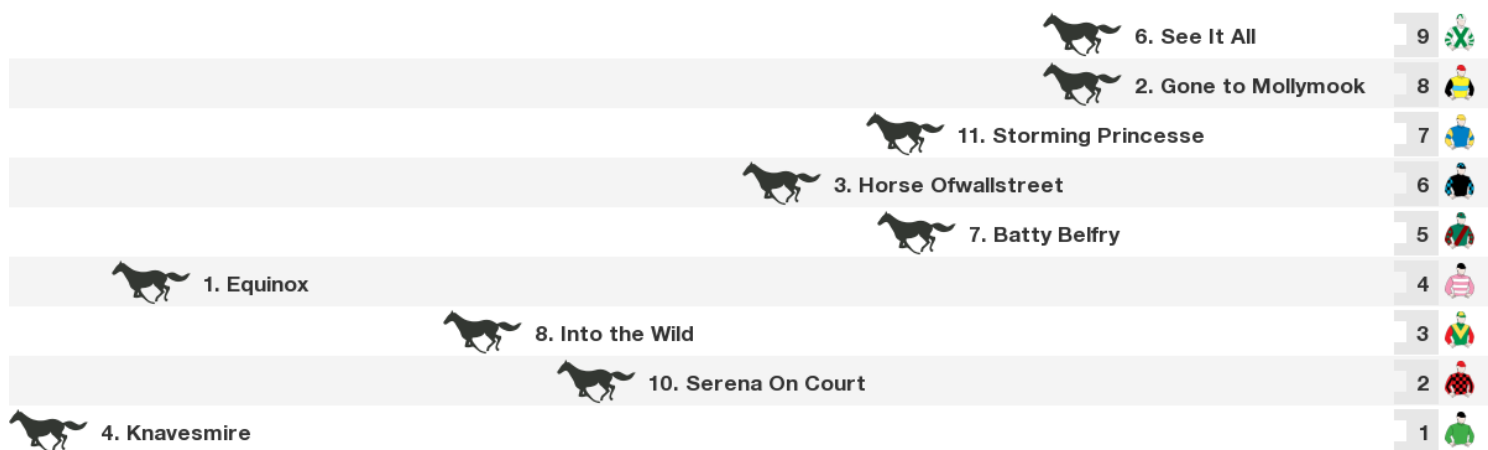 6. See It All 9
2. Gone to Mollymook 8
11. Storming Princesse 7
3. Horse Ofwallstreet 6
7. Batty Belfry 5
1. Equinox 4
8. Into the Wild 3
10. Serena On Court 2
4. Knavesmire 1